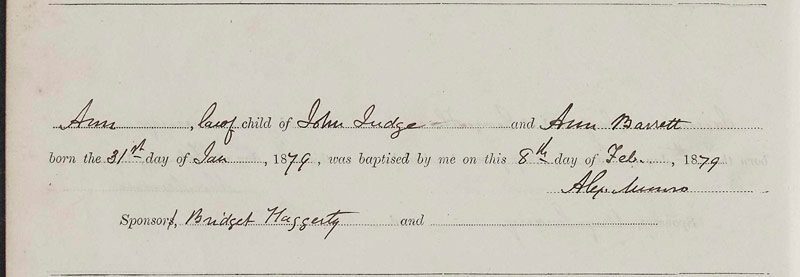 Ann, lawf child of John Judge and Ann Barrett
born the 31st day of Jan, 1879, was baptised by me on this 8th day of Feb., 1879
Alex. Munro
Sponsors, Bridget Haggerty and